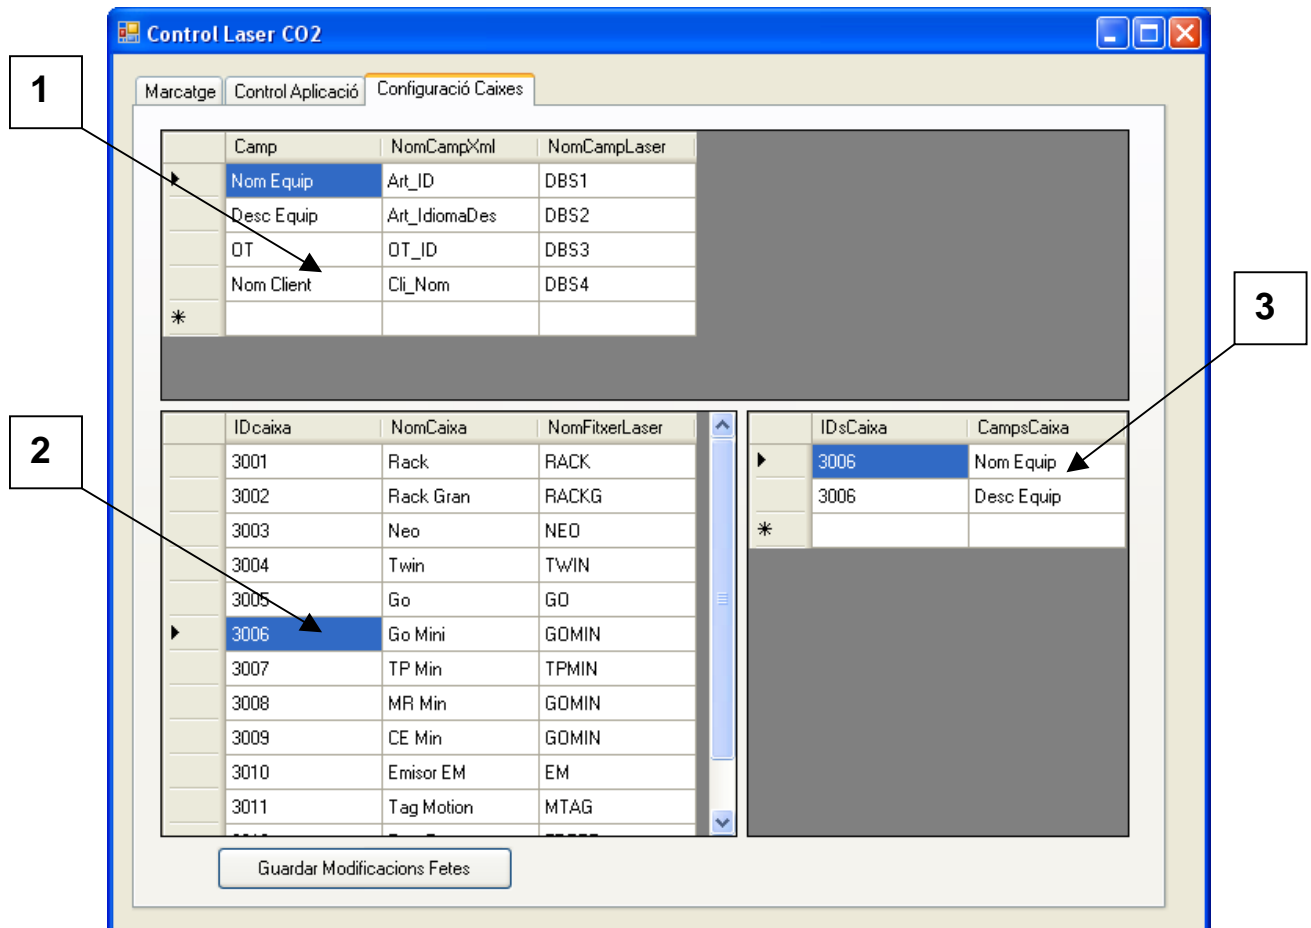 Control Laser CO2
1
Marcatge Control Aplicació Configuració Caixes
Camp NomCampXml NomCampLaser
Nom Equip Art_ID DBS1
Desc Equip Art_IdiomaDes DBS2
OT OT_ID DBS3
Nom Client Cli_Nom DBS4
3
2
IDcaixa NomCaixa NomFitxerLaser
3001 Rack RACK
3002 Rack Gran RACKG
3003 Neo NEO
3004 Twin TWIN
3005 Go GO
3006 Go Mini GOMIN
3007 TP Min TPMIN
3008 MR Min GOMIN
3009 CE Min GOMIN
3010 Emisor EM EM
3011 Tag Motion MTAG
IDsCaixa CampsCaixa
3006 Nom Equip
3006 Desc Equip
Guardar Modificacions Fetes